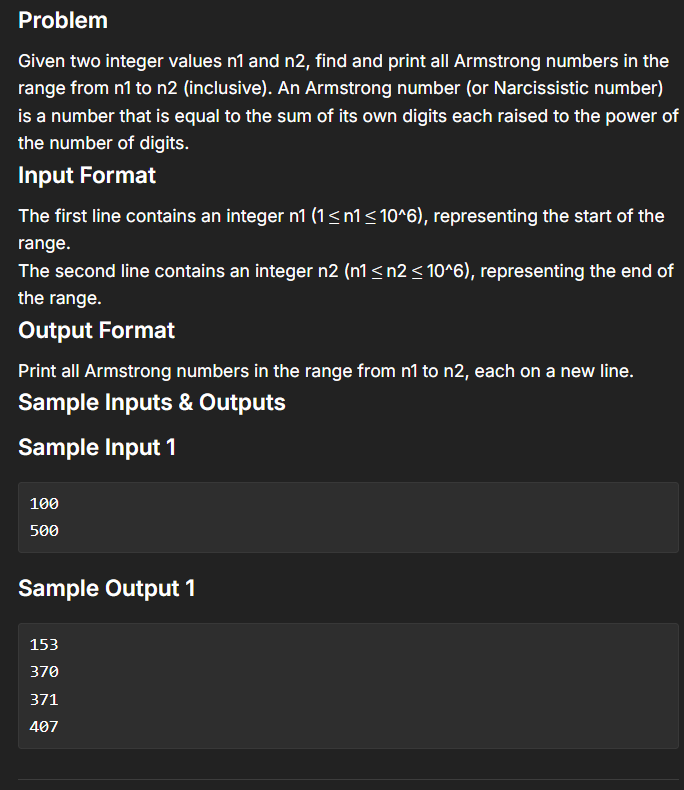 Problem
Given two integer values n1 and n2, find and print all Armstrong numbers in the
range from n1 to n2 (inclusive). An Armstrong number (or Narcissistic number)
is a number that is equal to the sum of its own digits each raised to the power of
the number of digits.
Input Format
The first line contains an integer n1 (1 ≤ n1 ≤ 10^6), representing the start of the
range.
The second line contains an integer n2 (n1 ≤ n2 ≤ 10^6), representing the end of
the range.
Output Format
Print all Armstrong numbers in the range from n1 to n2, each on a new line.
Sample Inputs & Outputs
Sample Input 1
100
500
Sample Output 1
153
370
371
407